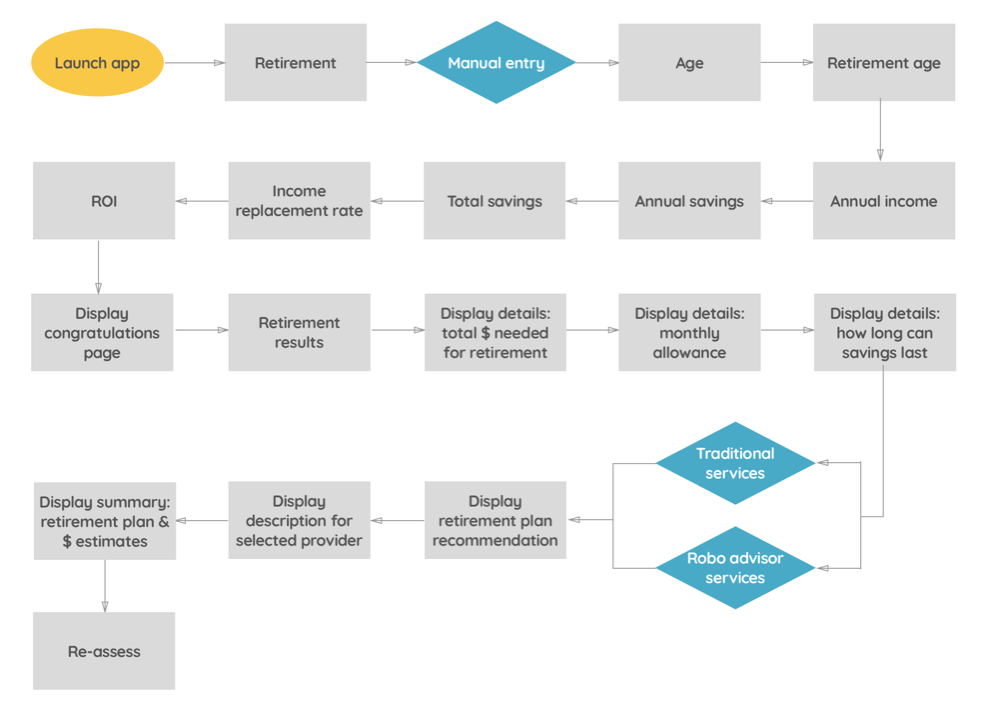 Launch app
Retirement
Manual entry
Age
Retirement age
ROI
Income
replacement rate
Total savings
Annual savings
Annual income
Display
congratulations
page
Retirement
results
Display details:
total $ needed
for retirement
Display details:
monthly
allowance
Display details:
how long can
savings last
Traditional
services
Display summary:
retirement plan &
$ estimates
Display
description for
selected provider
Display
retirement plan
recommendation
Robo advisor
services
Re-assess